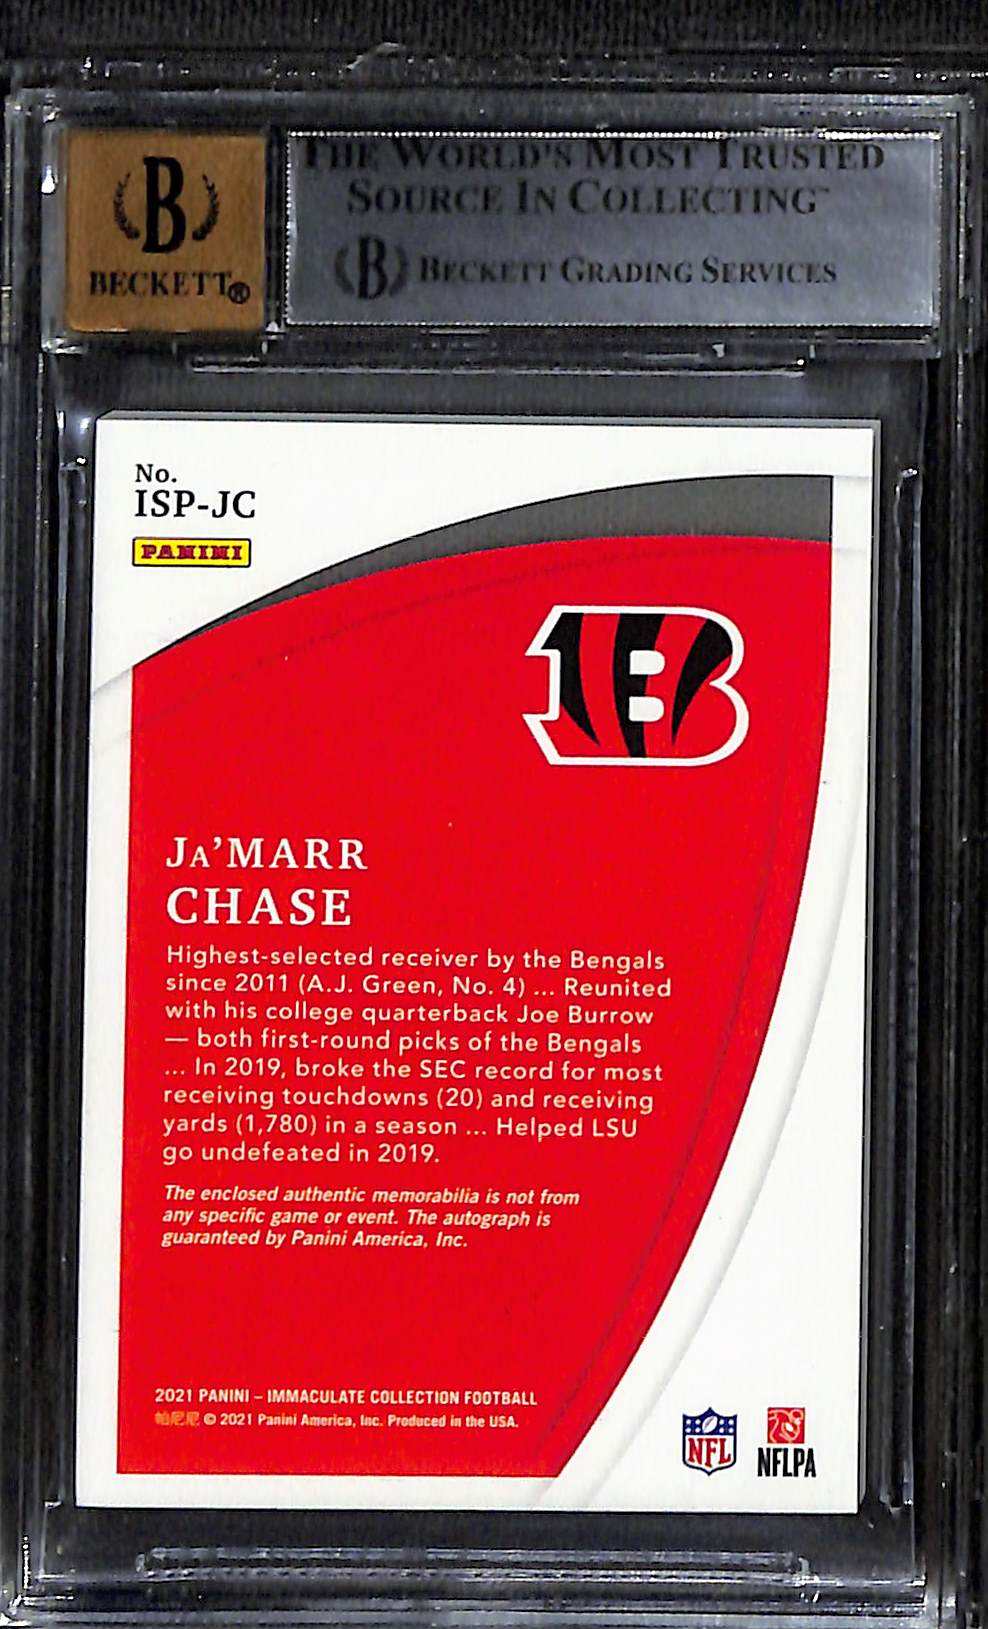 B
BECKETT®
THE WORLD'S MOST TRUSTED
SOURCE IN COLLECTING™
B BECKETT GRADING SERVICES
No.
ISP-JC
PANINI
B
JA'MARR
CHASE
Highest-selected receiver by the Bengals
since 2011 (A.J. Green, No. 4) ... Reunited
with his college quarterback Joe Burrow
— both first-round picks of the Bengals
... In 2019, broke the SEC record for most
receiving touchdowns (20) and receiving
yards (1,780) in a season ... Helped LSU
go undefeated in 2019.
The enclosed authentic memorabilia is not from
any specific game or event. The autograph is
guaranteed by Panini America, Inc.
2021 PANINI – IMMACULATE COLLECTION FOOTBALL
帕尼尼 © 2021 Panini America, Inc. Produced in the USA.
NFL
NFLPA